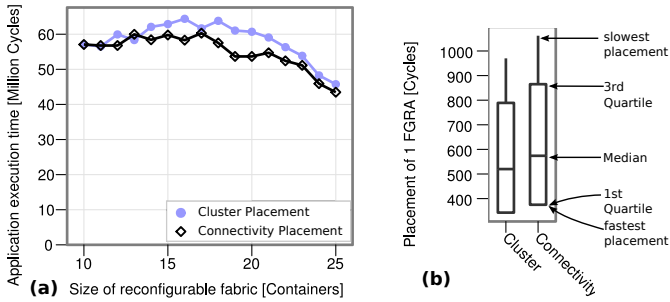 Application execution time [Million Cycles]
60
50
40
30
20
10
0
Cluster Placement
Connectivity Placement
10
15
20
25
(a)
Size of reconfigurable fabric [Containers]
Placement of 1 FGRA [Cycles]
1000
900
800
700
600
500
400
slowest
placement
3rd
Quartile
Median
1st
Quartile
fastest
placement
Cluster
Connectivity
(b)